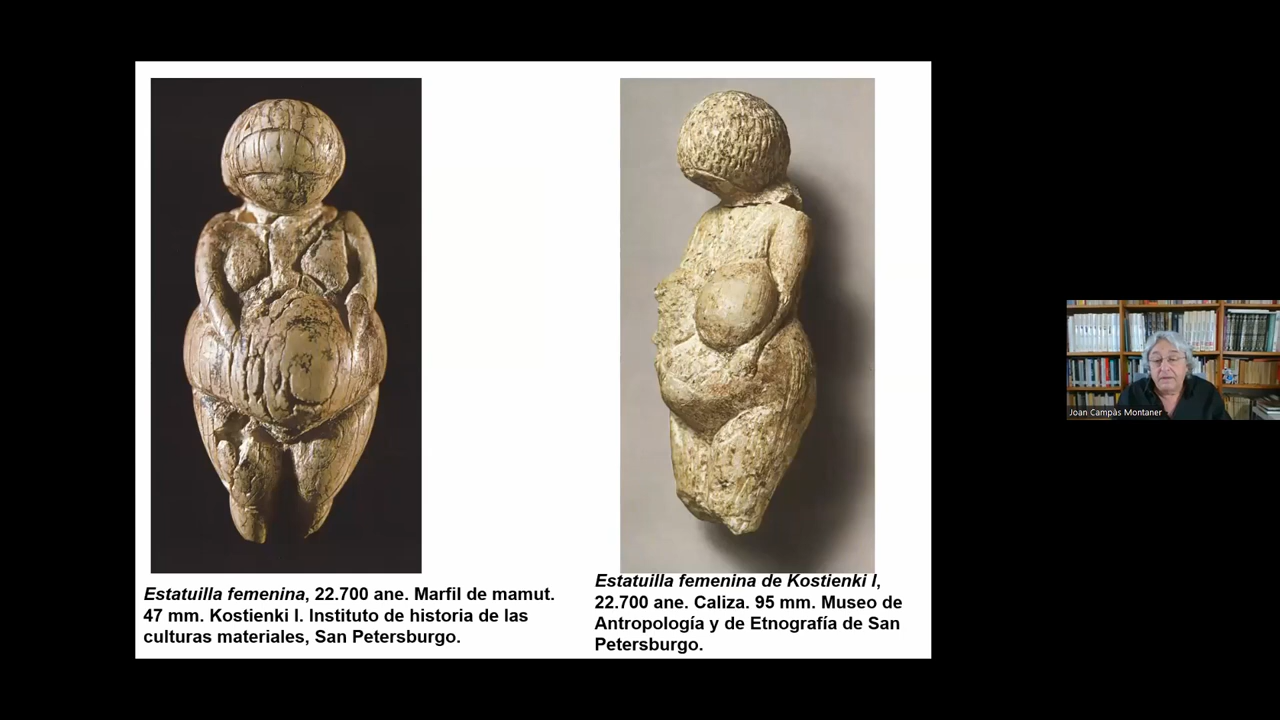 Estatuilla femenina, 22.700 ane. Marfil de mamut.
47 mm. Kostienki I. Instituto de historia de las
culturas materiales, San Petersburgo.
Estatuilla femenina de Kostienki I,
22.700 ane. Caliza. 95 mm. Museo de
Antropología y de Etnografía de San
Petersburgo.
Joan Campàs Montaner